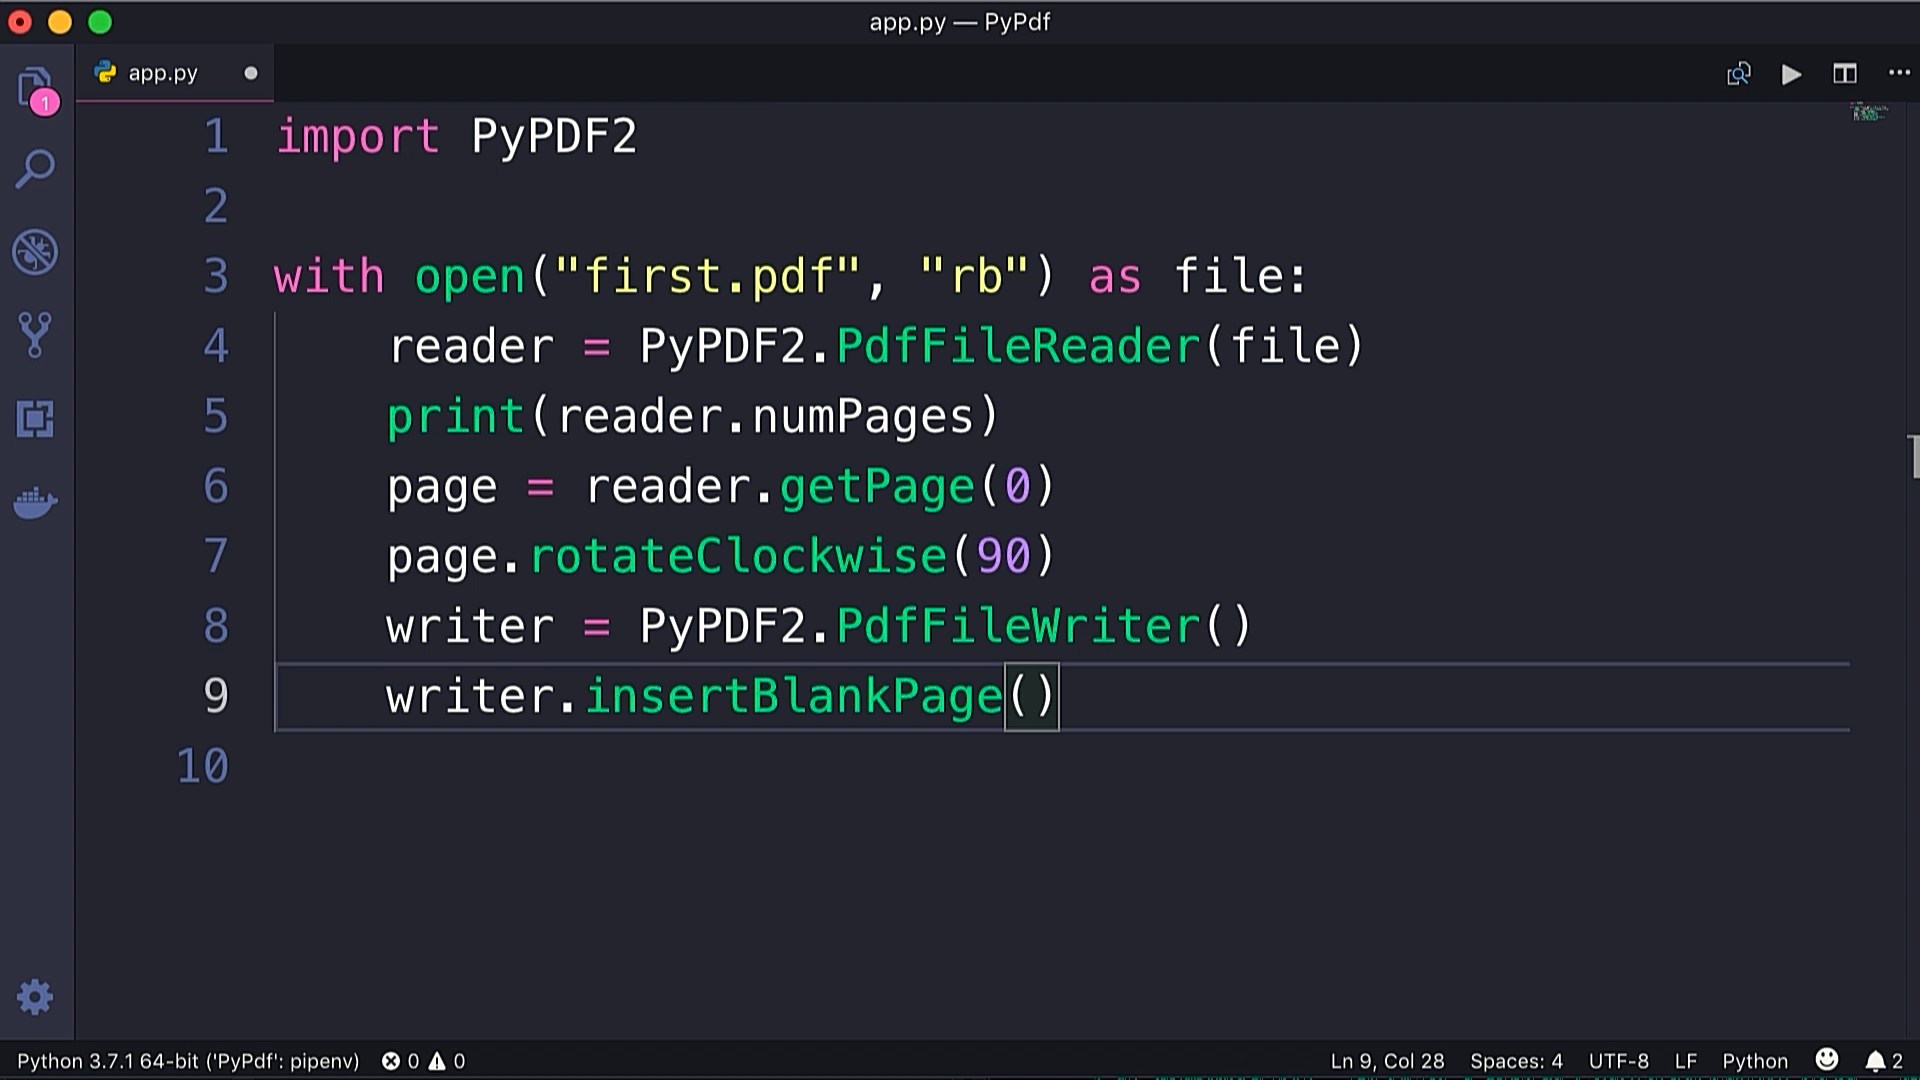 app.py — PyPdf
app.py
1
1 import PyPDF2
2
3 with open("first.pdf", "rb") as file:
4 reader = PyPDF2.PdfFileReader(file)
5 print(reader.numPages)
6 page = reader.getPage(0)
7 page.rotateClockwise(90)
8 writer = PyPDF2.PdfFileWriter()
9 writer.insertBlankPage()
10
Python 3.7.1 64-bit ('PyPdf': pipenv) 0 0 Ln 9, Col 28 Spaces: 4 UTF-8 LF Python 2